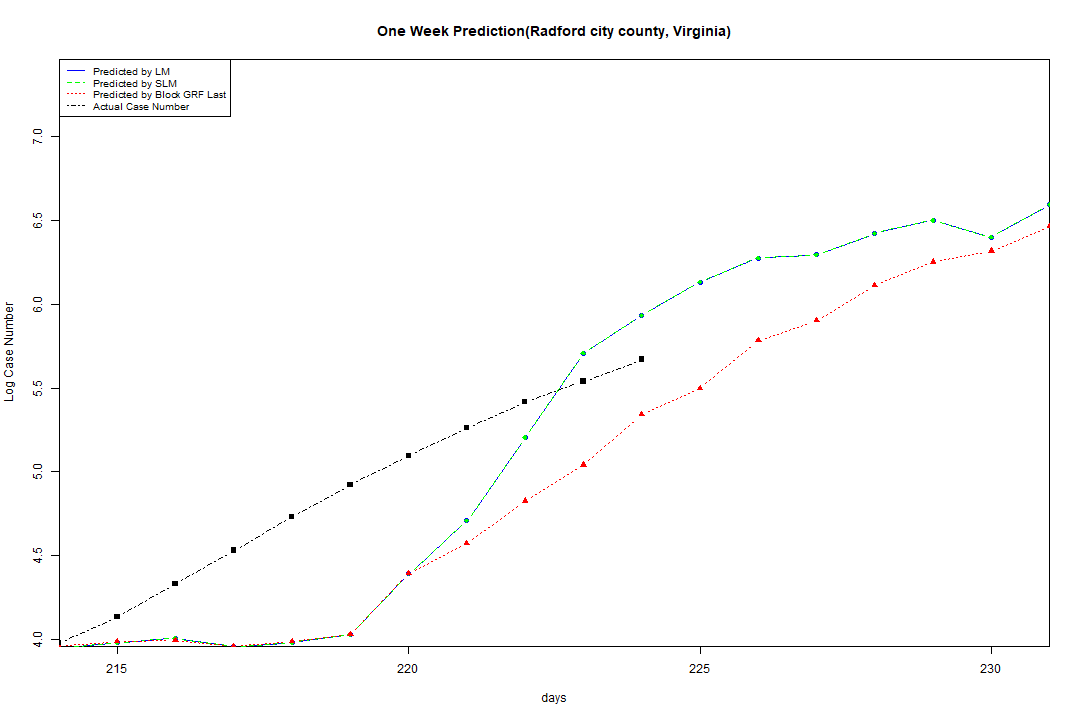 One Week Prediction(Radford city county, Virginia)
Predicted by LM
Predicted by SLM
Predicted by Block GRF Last
Actual Case Number
7.0
6.5
6.0
5.5
5.0
4.5
4.0
Log Case Number
215 220 225 230
days